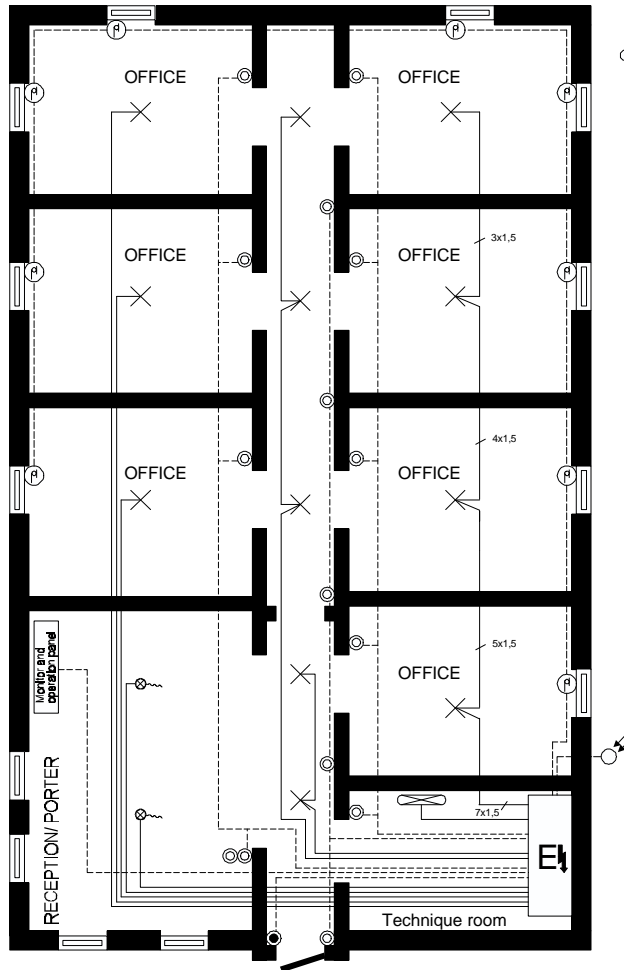 OFFICE
OFFICE
OFFICE
3x1,5
OFFICE
4x1,5
OFFICE
OFFICE
5x1,5
Monitor and
operation panel
OFFICE
RECEPTION/ PORTER
7x1,5
E
Technique room